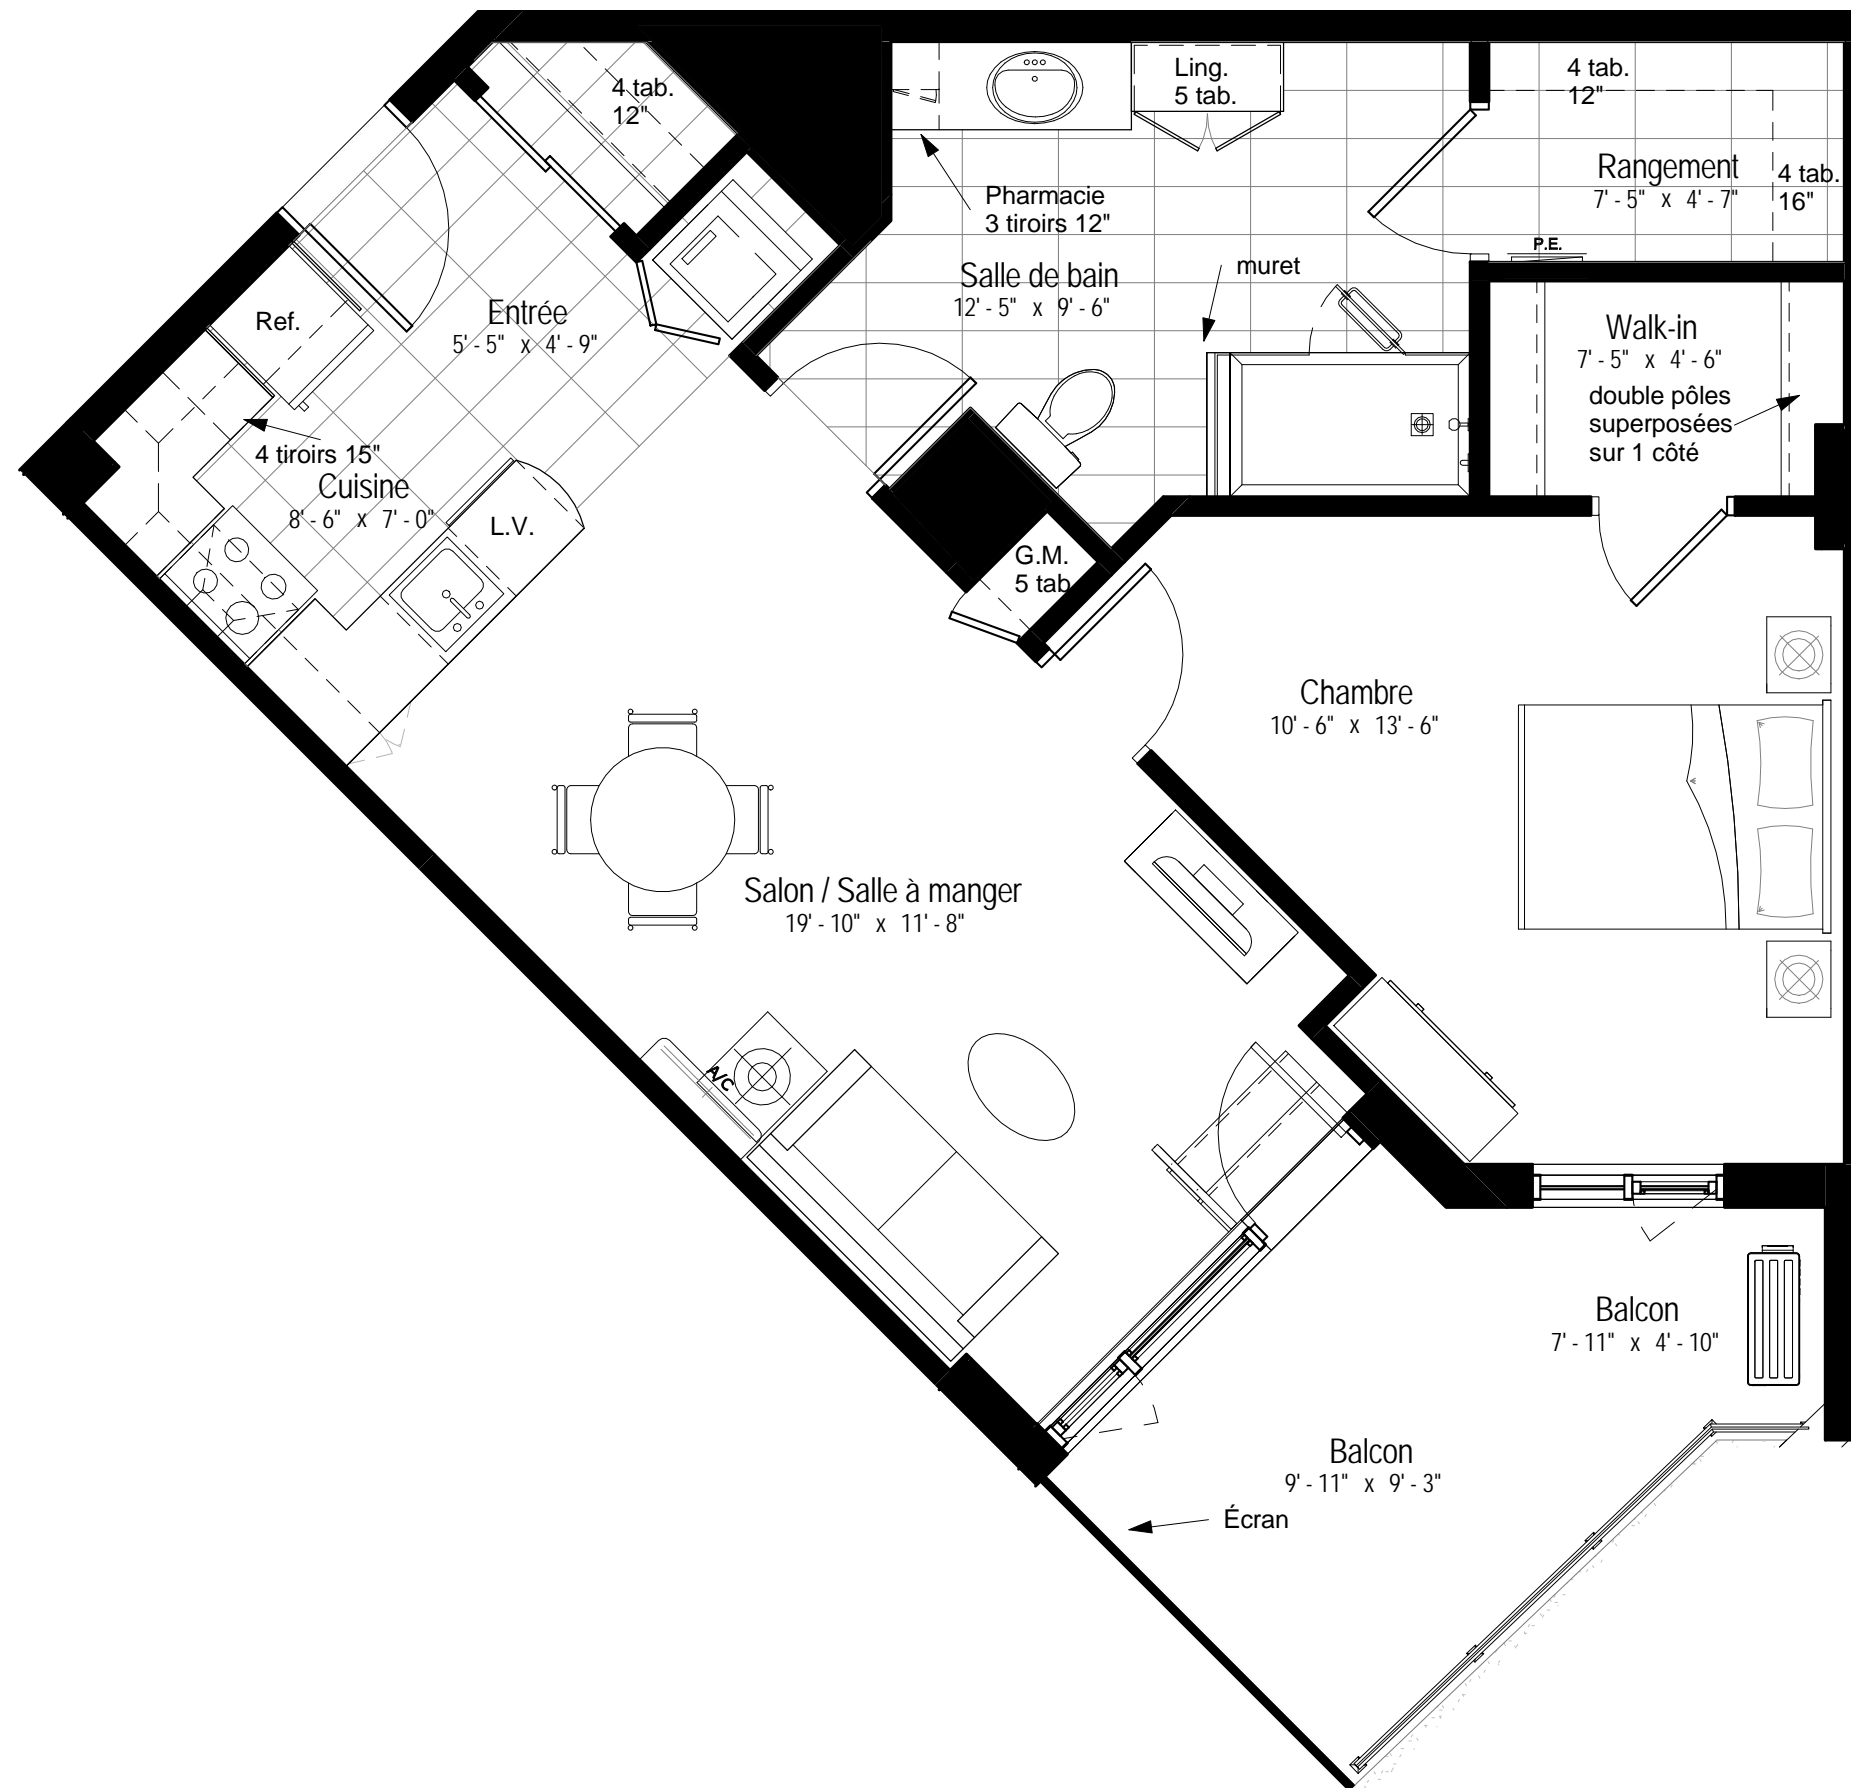 4 tab.
12"
Ling.
5 tab.
4 tab.
12"
Rangement
7' - 5" x 4' - 7"
4 tab.
16"
P.E.
Pharmacie
3 tiroirs 12"
Salle de bain
12' - 5" x 9' - 6"
muret
Entrée
5' - 5" x 4' - 9"
Ref.
Walk-in
7' - 5" x 4' - 6"
double pôles
superposées
sur 1 côté
4 tiroirs 15"
Cuisine
8' - 6" x 7' - 0"
L.V.
G.M.
5 tab.
Chambre
10' - 6" x 13' - 6"
Salon / Salle à manger
19' - 10" x 11' - 8"
A/C
Balcon
7' - 11" x 4' - 10"
Balcon
9' - 11" x 9' - 3"
Écran